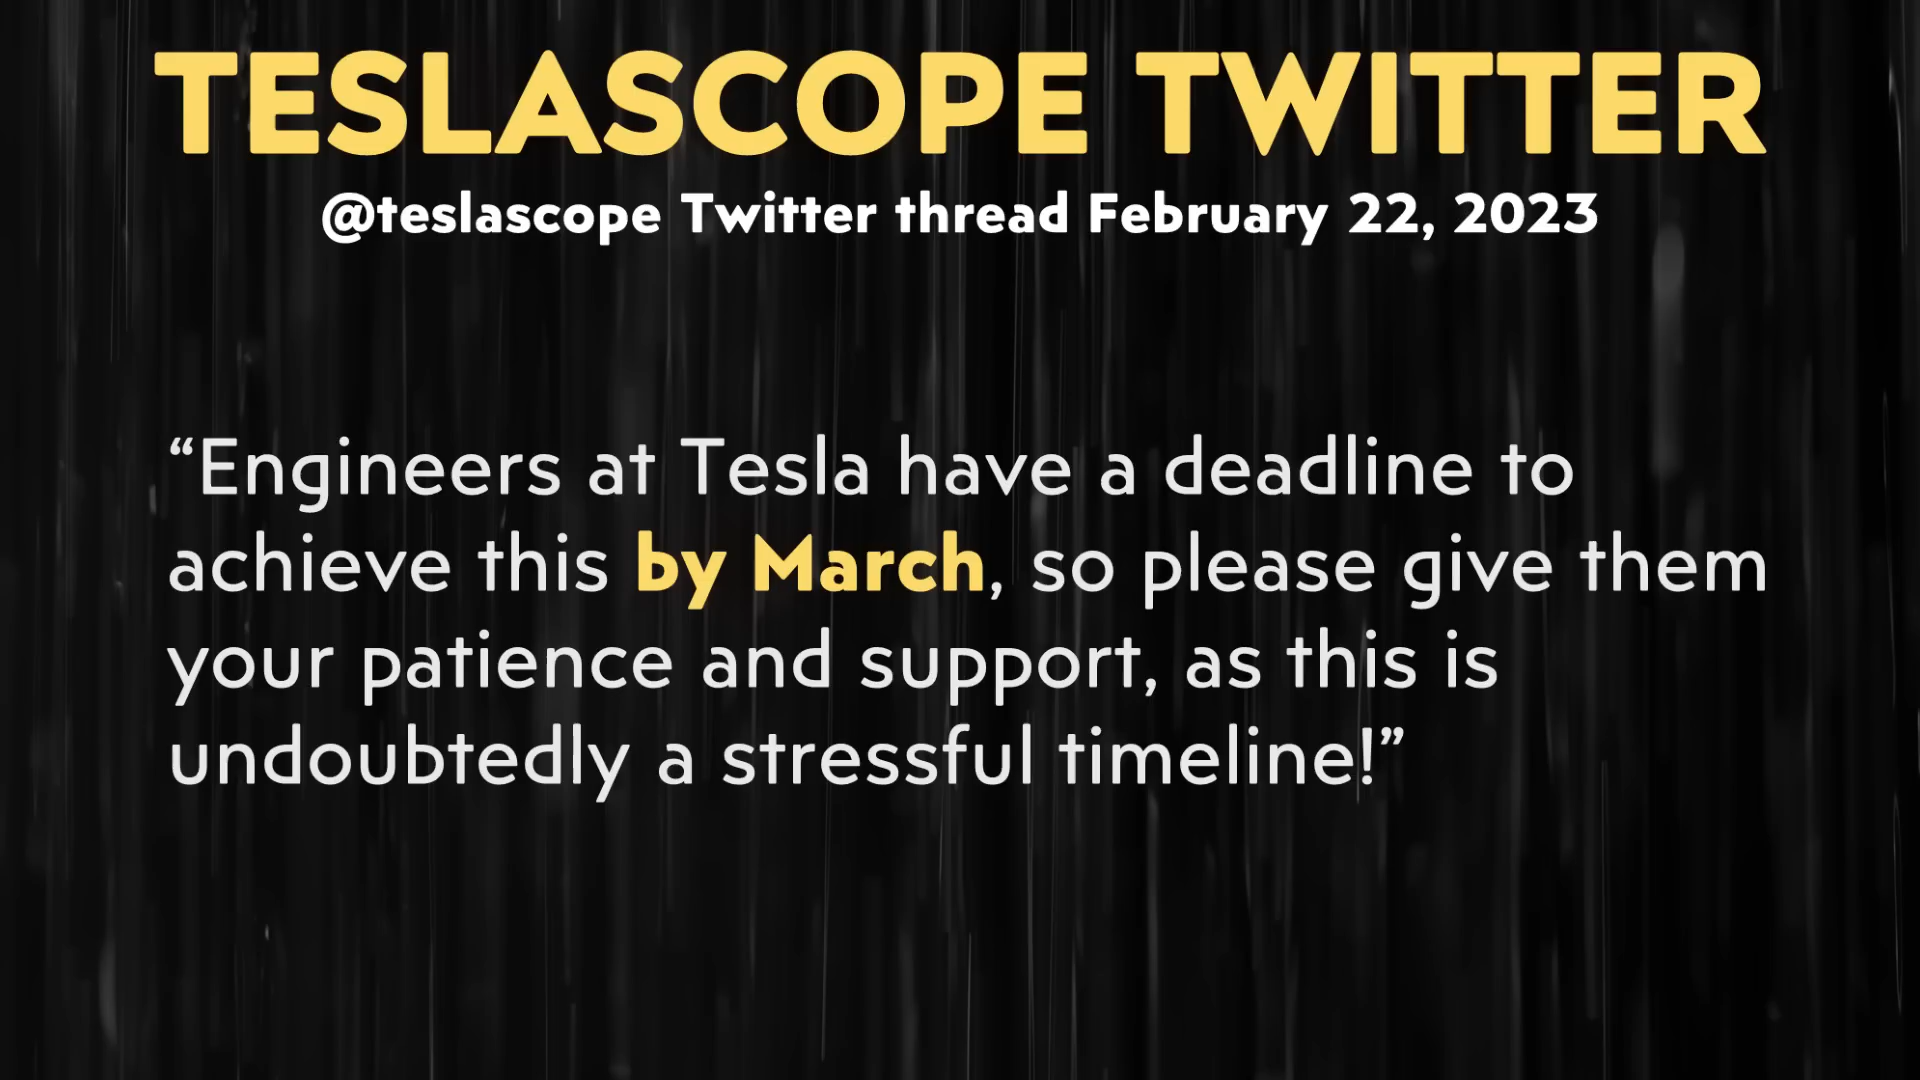 TESLASCOPE TWITTER
@teslascope Twitter thread February 22, 2023
“Engineers at Tesla have a deadline to
achieve this by March, so please give them
your patience and support, as this is
undoubtedly a stressful timeline!”